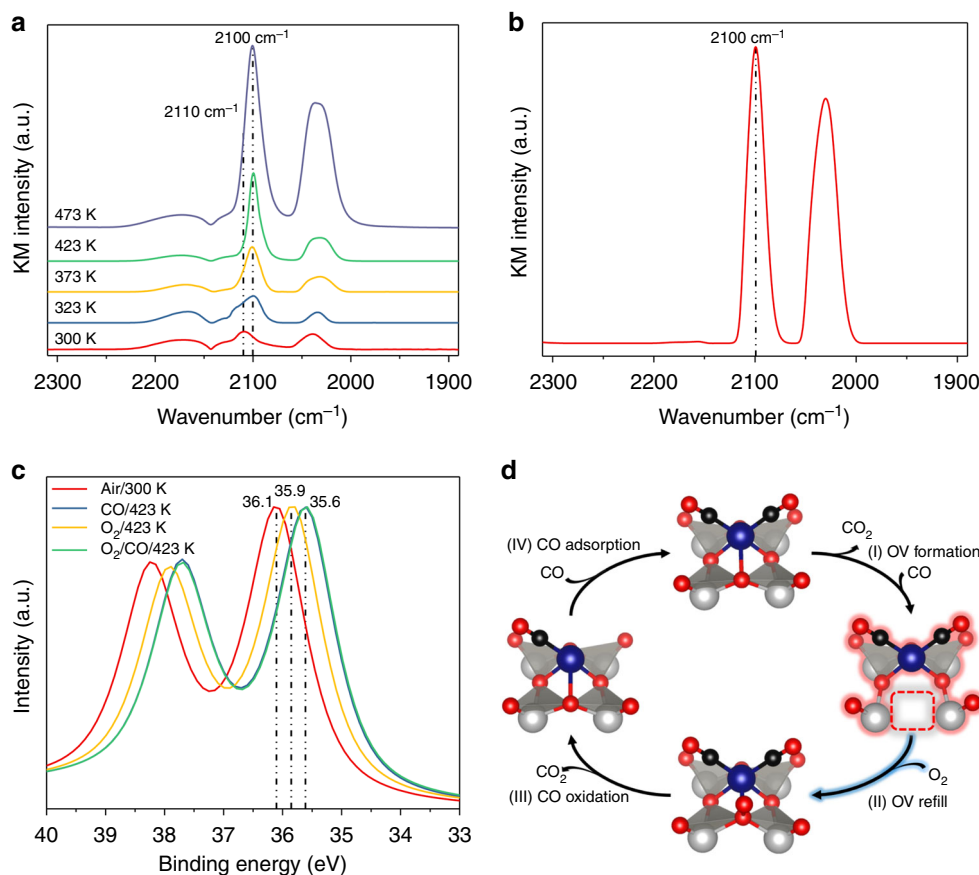 a
2100 cm⁻¹
2110 cm⁻¹
KM intensity (a.u.)
473 K
423 K
373 K
323 K
300 K
2300 2200 2100 2000 1900
Wavenumber (cm⁻¹)
b
2100 cm⁻¹
KM intensity (a.u.)
2300 2200 2100 2000 1900
Wavenumber (cm⁻¹)
c
Air/300 K
CO/423 K
O₂/423 K
O₂/CO/423 K
36.1
35.9
35.6
Intensity (a.u.)
40 39 38 37 36 35 34 33
Binding energy (eV)
d
(IV) CO adsorption
CO
CO₂
(I) OV formation
CO
O₂
(II) OV refill
CO₂
(III) CO oxidation